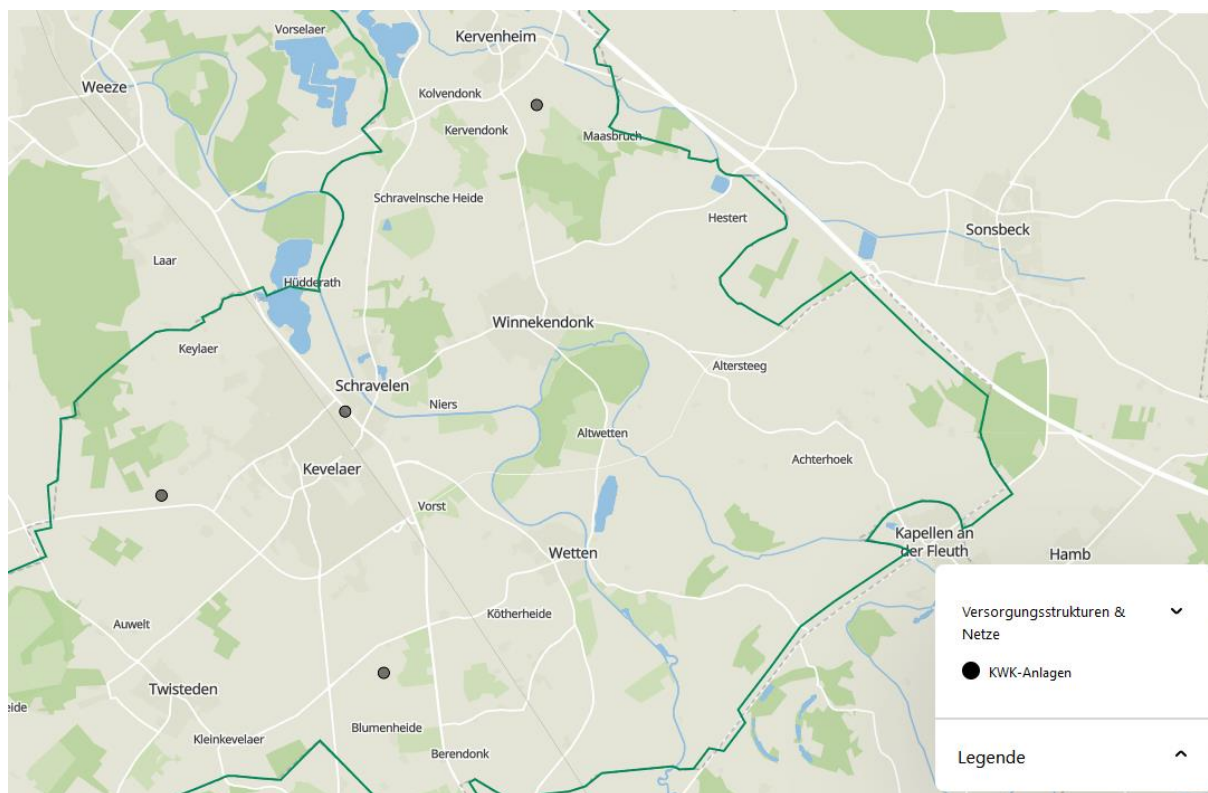 Vorselaer
Kervenheim
Weeze
Kolvendonk
Kervendonk
Maasbruch
Schravelnsche Heide
Hestert
Sonsbeck
Laar
Hüdderath
Winnekendonk
Keylaer
Altersteeg
Schravelen
Niers
Altwetten
Achterhoek
Kevelaer
Vorst
Kapellen an
der Fleuth
Wetten
Hamb
Kötherheide
Auwelt
Twisteden
eide
Blumenheide
Kleinkevelaer
Berendonk
Versorgungsstrukturen &
Netze
KWK-Anlagen
Legende